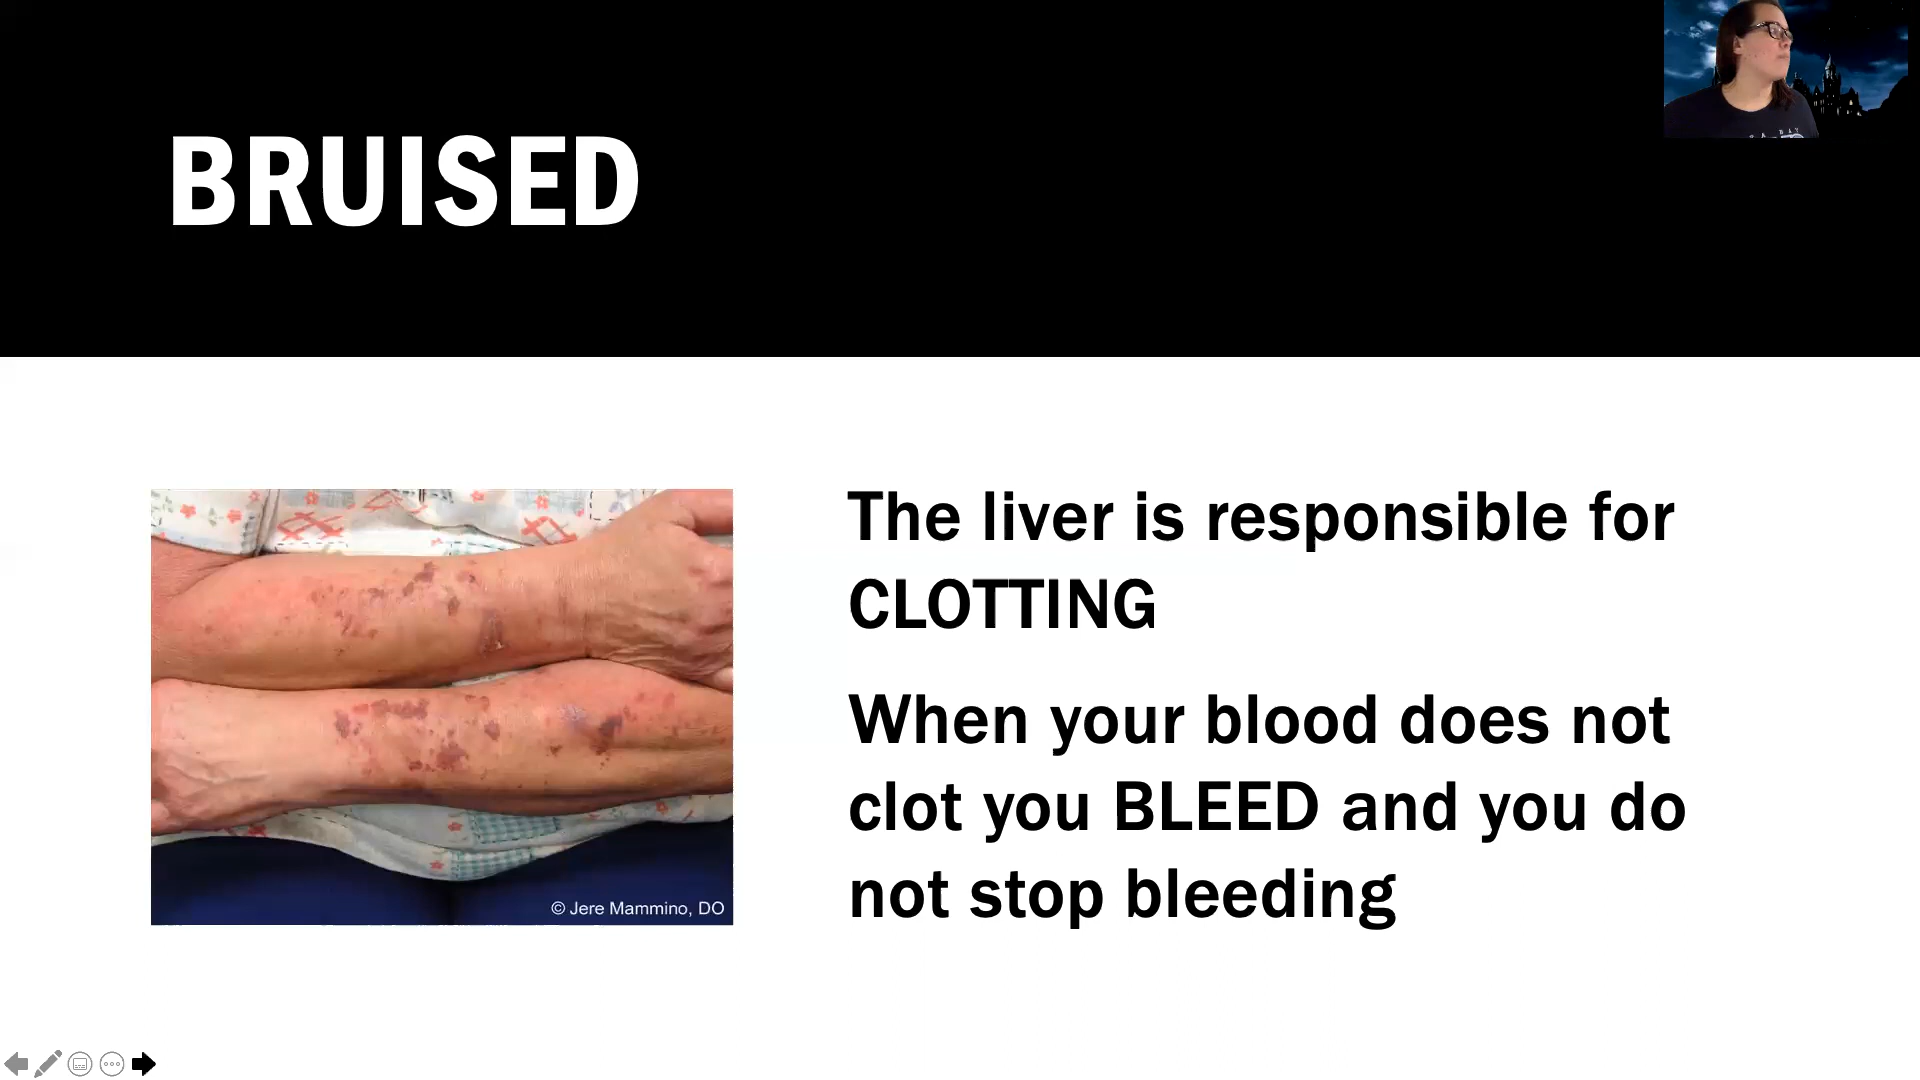 BRUISED
The liver is responsible for
CLOTTING
When your blood does not
clot you BLEED and you do
not stop bleeding
© Jere Mammino, DO